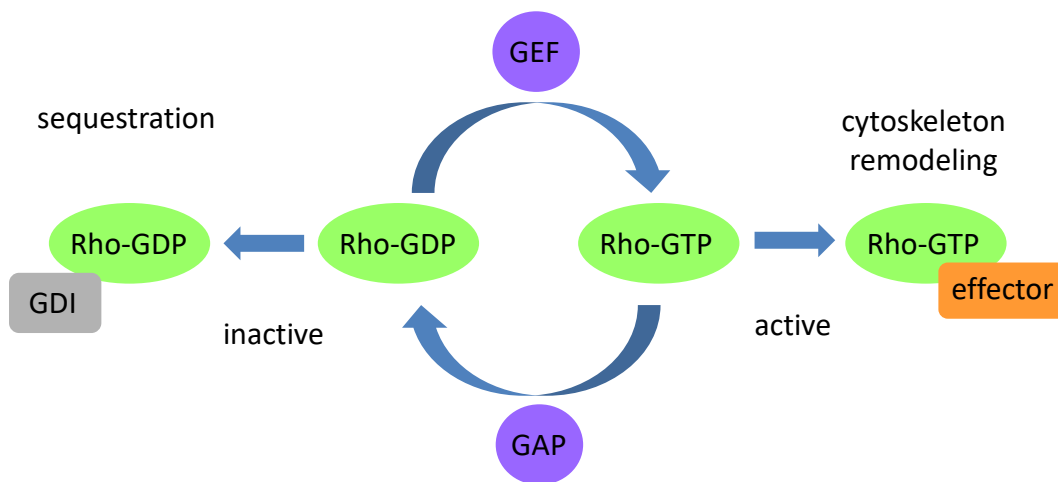 GEF
sequestration
cytoskeleton
remodeling
Rho-GDP
Rho-GDP
Rho-GTP
Rho-GTP
GDI
effector
inactive
active
GAP